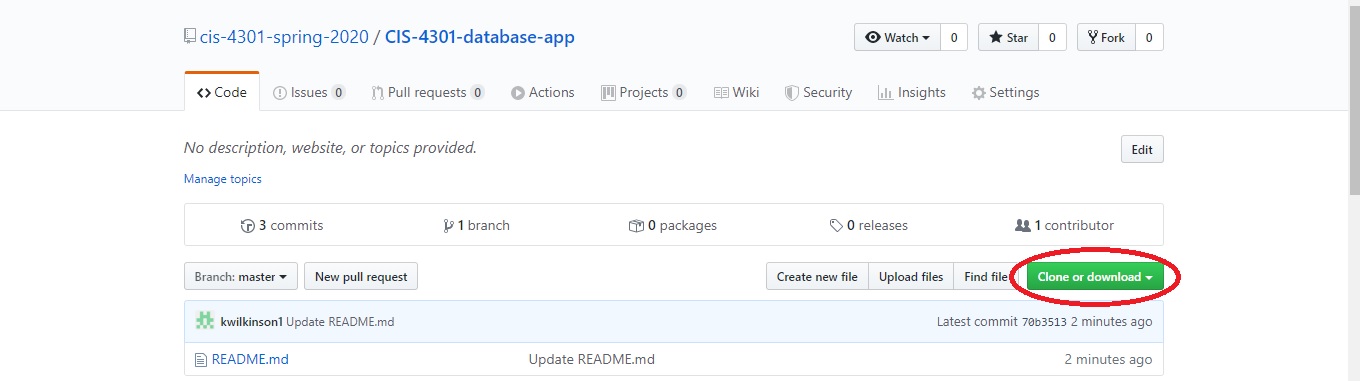 cis-4301-spring-2020 / CIS-4301-database-app
Watch 0 Star 0 Fork 0
Code Issues 0 Pull requests 0 Actions Projects 0 Wiki Security Insights Settings
No description, website, or topics provided. Edit
Manage topics
3 commits 1 branch 0 packages 0 releases 1 contributor
Branch: master New pull request Create new file Upload files Find file Clone or download
kwilkinson1 Update README.md Latest commit 70b3513 2 minutes ago
README.md Update README.md 2 minutes ago